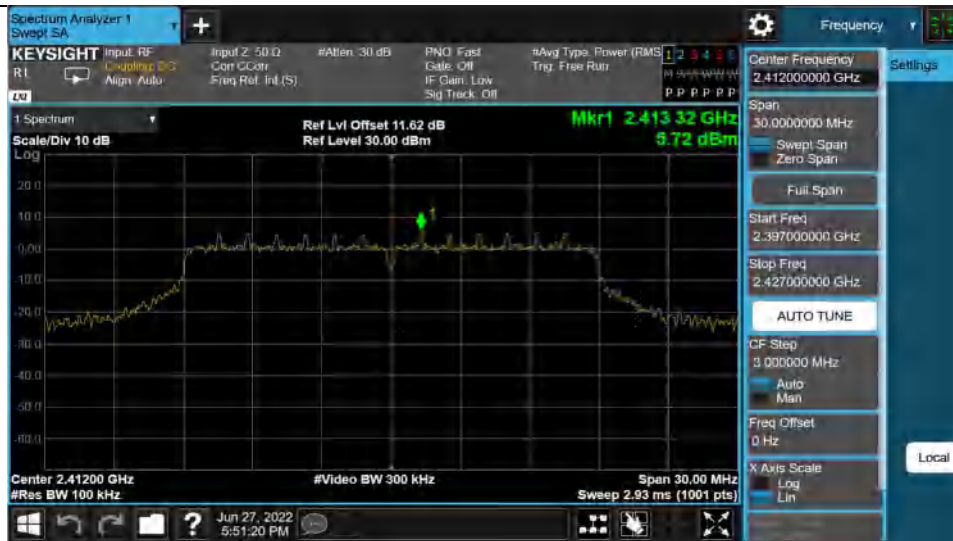 Spectrum Analyzer 1
Swept SA
+
Frequency
KEYSIGHT
Input: RF
Coupling: DC
Align: Auto
Input Z: 50 Ω
Corr CCorr
Freq Ref: Int (S)
#Atten: 30 dB
PNO: Fast
Gate: Off
IF Gain: Low
Sig Track: Off
#Avg Type: Power (RMS
Trig: Free Run
1 2 3 4 5 6
P P P P P P
LXI
1 Spectrum
Scale/Div 10 dB
Log
Ref Lvl Offset 11.62 dB
Ref Level 30.00 dBm
Mkr1 2.413 32 GHz
5.72 dBm
20.0
10.0
0.00
-10.0
-20.0
-30.0
-40.0
-50.0
-60.0
1
Center 2.41200 GHz
#Res BW 100 kHz
#Video BW 300 kHz
Span 30.00 MHz
Sweep 2.93 ms (1001 pts)
Center Frequency
2.412000000 GHz
Settings
Span
30.0000000 MHz
Swept Span
Zero Span
Full Span
Start Freq
2.397000000 GHz
Stop Freq
2.427000000 GHz
AUTO TUNE
CF Step
3.000000 MHz
Auto
Man
Freq Offset
0 Hz
X Axis Scale
Log
Lin
Local
?
Jun 27, 2022
5:51:20 PM